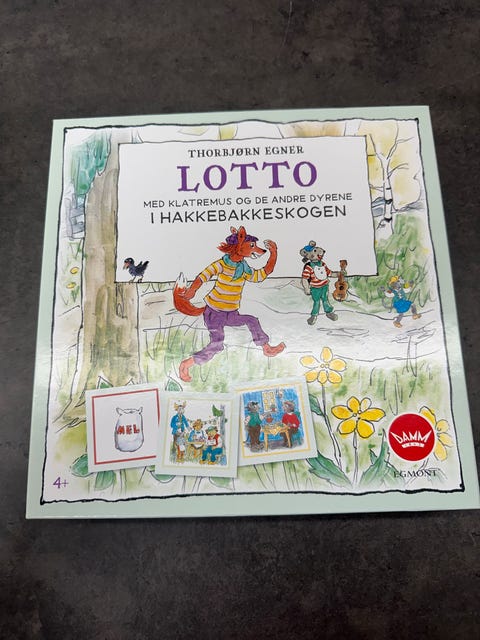 THORBJØRN EGNER
LOTTO
MED KLATREMUS OG DE ANDRE DYRENE
I HAKKEBAKKESKOGEN
MEL
4+
DAMM
EGMONT